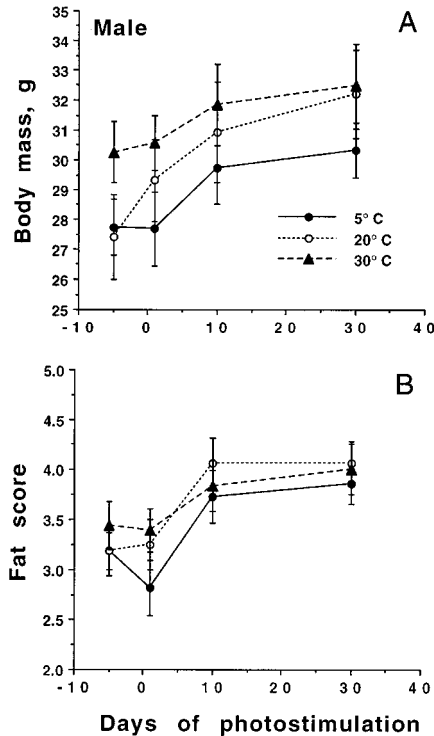 Male
A
Body mass, g
35
34
33
32
31
30
29
28
27
26
25
5° C
20° C
30° C
-10 0 10 20 30 40
B
Fat score
5.0
4.5
4.0
3.5
3.0
2.5
2.0
-10 0 10 20 30 40
Days of photostimulation